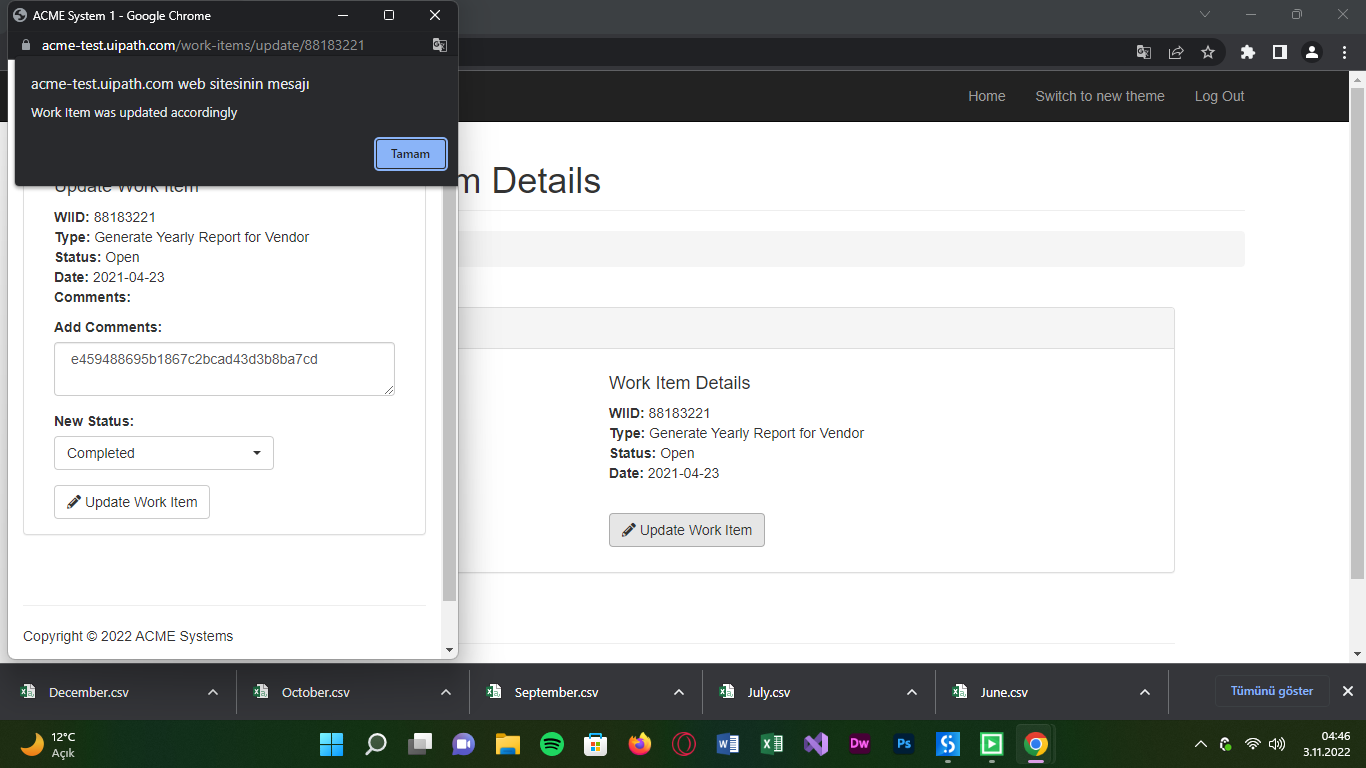 ACME System 1 - Google Chrome
acme-test.uipath.com/work-items/update/88183221
acme-test.uipath.com web sitesinin mesajı
Work Item was updated accordingly
Tamam
Home Switch to new theme Log Out
m Details
Update Work Item
WIID: 88183221
Type: Generate Yearly Report for Vendor
Status: Open
Date: 2021-04-23
Comments:
Add Comments:
e459488695b1867c2bcad43d3b8ba7cd
New Status:
Completed
Update Work Item
Copyright © 2022 ACME Systems
Work Item Details
WIID: 88183221
Type: Generate Yearly Report for Vendor
Status: Open
Date: 2021-04-23
Update Work Item
December.csv October.csv September.csv July.csv June.csv Tümünü göster
12°C
Açık
W
Dw
Ps
04:46
3.11.2022